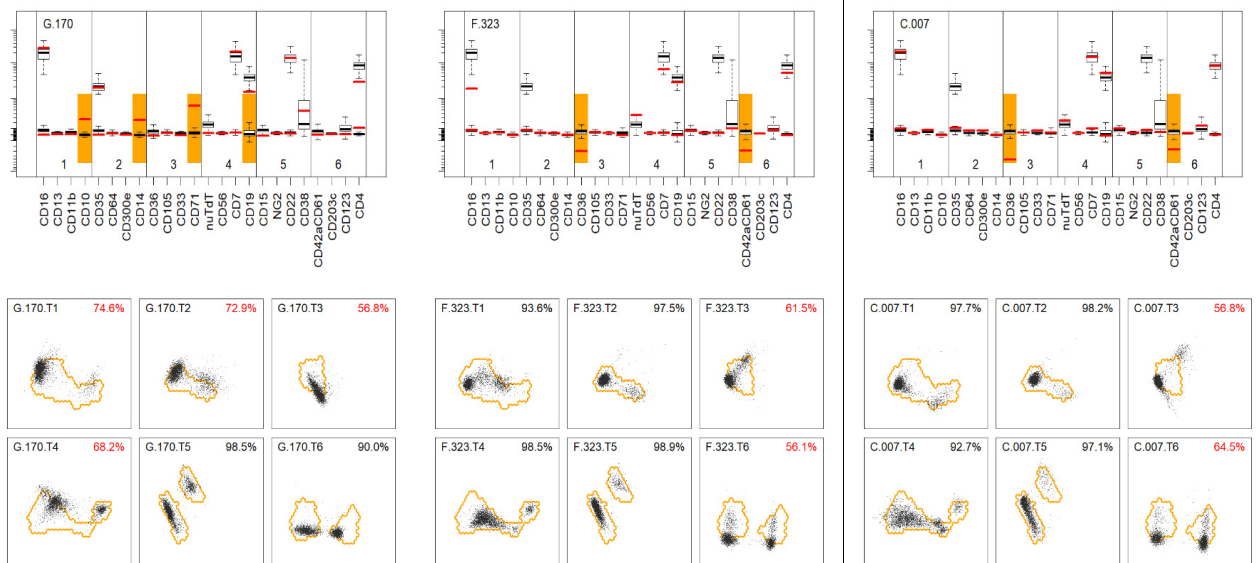 G.170
F.323
C.007
1 2 3 4 5 6
1 2 3 4 5 6
1 2 3 4 5 6
CD16 CD13 CD11b CD10 CD35 CD64 CD300e CD14 CD36 CD105 CD33 CD71 nuTdT CD56 CD7 CD19 CD15 NG2 CD22 CD38 CD42aCD61 CD203c CD123 CD4
CD16 CD13 CD11b CD10 CD35 CD64 CD300e CD14 CD36 CD105 CD33 CD71 nuTdT CD56 CD7 CD19 CD15 NG2 CD22 CD38 CD42aCD61 CD203c CD123 CD4
CD16 CD13 CD11b CD10 CD35 CD64 CD300e CD14 CD36 CD105 CD33 CD71 nuTdT CD56 CD7 CD19 CD15 NG2 CD22 CD38 CD42aCD61 CD203c CD123 CD4
G.170.T1 74.6% G.170.T2 72.9% G.170.T3 56.8%
F.323.T1 93.6% F.323.T2 97.5% F.323.T3 61.5%
C.007.T1 97.7% C.007.T2 98.2% C.007.T3 56.8%
G.170.T4 68.2% G.170.T5 98.5% G.170.T6 90.0%
F.323.T4 98.5% F.323.T5 98.9% F.323.T6 56.1%
C.007.T4 92.7% C.007.T5 97.1% C.007.T6 64.5%